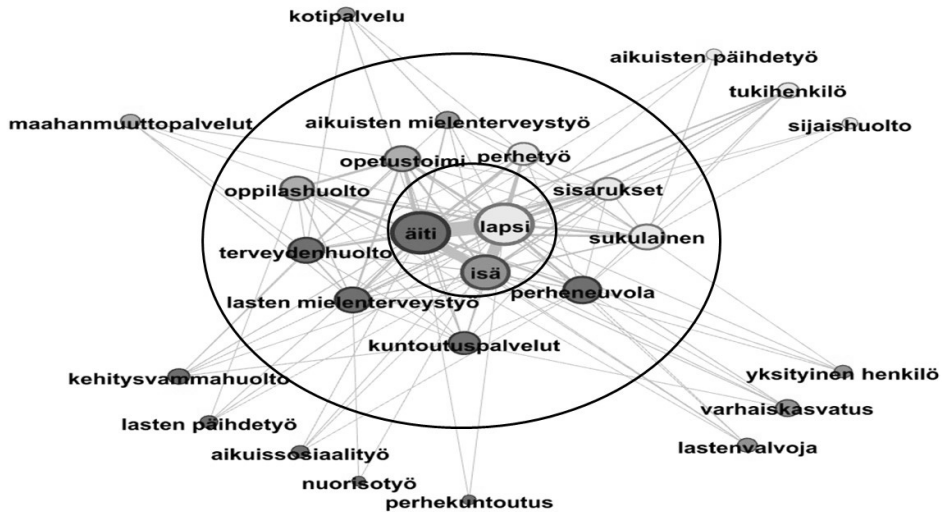 kotipalvelu
aikuisten päihdetyö
tukihenkilö
maahanmuuttopalvelut
aikuisten mielenterveystyö
sijaishuolto
opetustoimi
perhetyö
oppilashuolto
sisarukset
äiti
lapsi
sukulainen
terveydenhuolto
isä
lasten mielenterveystyö
perheneuvola
kuntoutuspalvelut
kehitysvammahuolto
yksityinen henkilö
varhaiskasvatus
lasten päihdetyö
lastenvalvoja
aikuissosiaalityö
nuorisotyö
perhekuntoutus